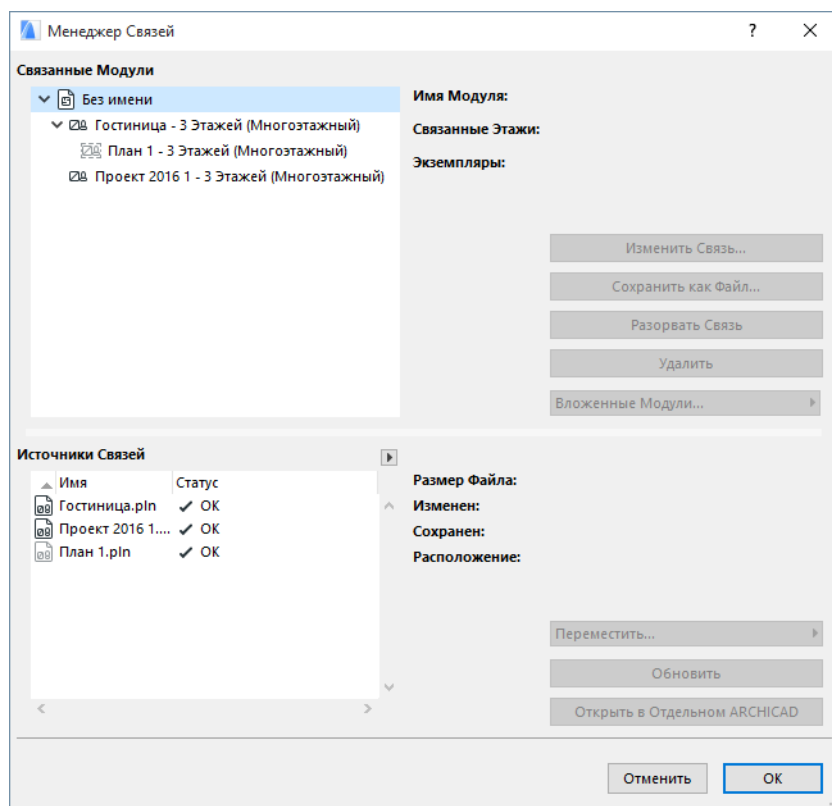 Менеджер Связей
Связанные Модули
Без имени
Гостиница - 3 Этажей (Многоэтажный)
План 1 - 3 Этажей (Многоэтажный)
Проект 2016 1 - 3 Этажей (Многоэтажный)
Имя Модуля:
Связанные Этажи:
Экземпляры:
Изменить Связь...
Сохранить как Файл...
Разорвать Связь
Удалить
Вложенные Модули...
Источники Связей
Имя Статус
Гостиница.pln OK
Проект 2016 1.... OK
План 1.pln OK
Размер Файла:
Изменен:
Сохранен:
Расположение:
Переместить...
Обновить
Открыть в Отдельном ARCHICAD
Отменить OK